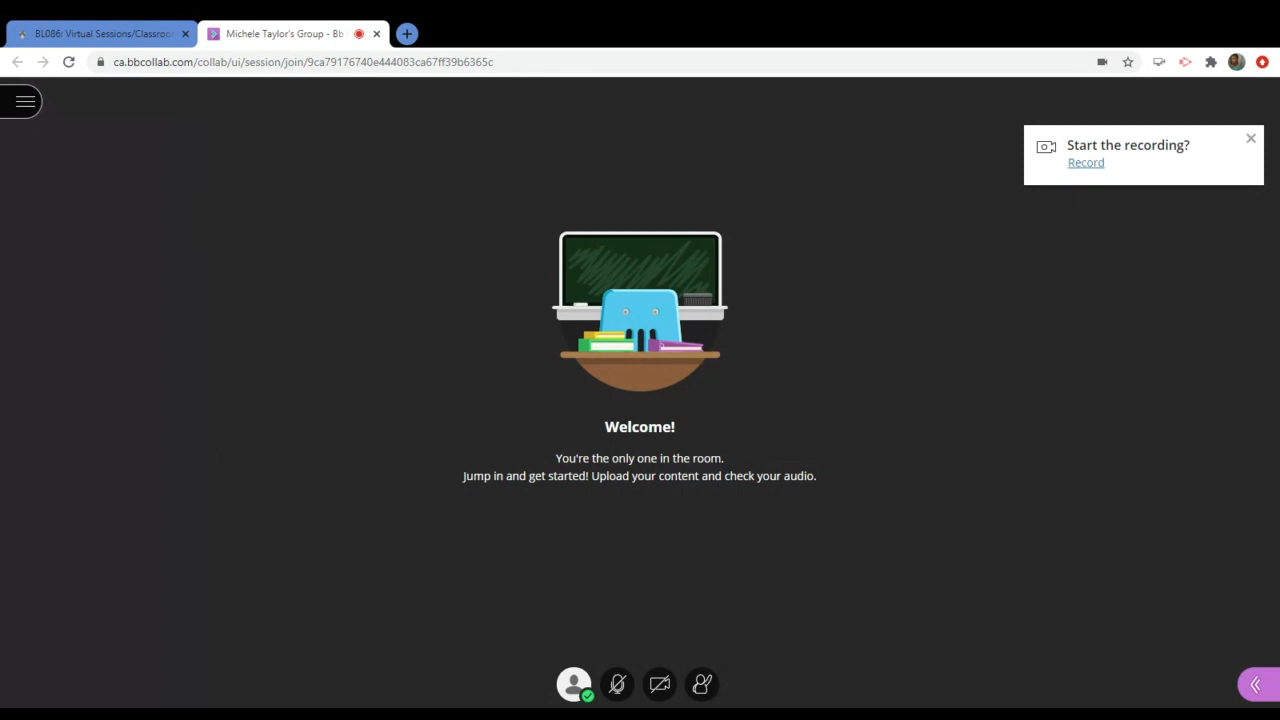 BL086: Virtual Sessions/Classroo
Michele Taylor's Group - Bb
ca.bbcollab.com/collab/ui/session/join/9ca79176740e444083ca67ff39b6365c
Start the recording?
Record
Welcome!
You're the only one in the room.
Jump in and get started! Upload your content and check your audio.